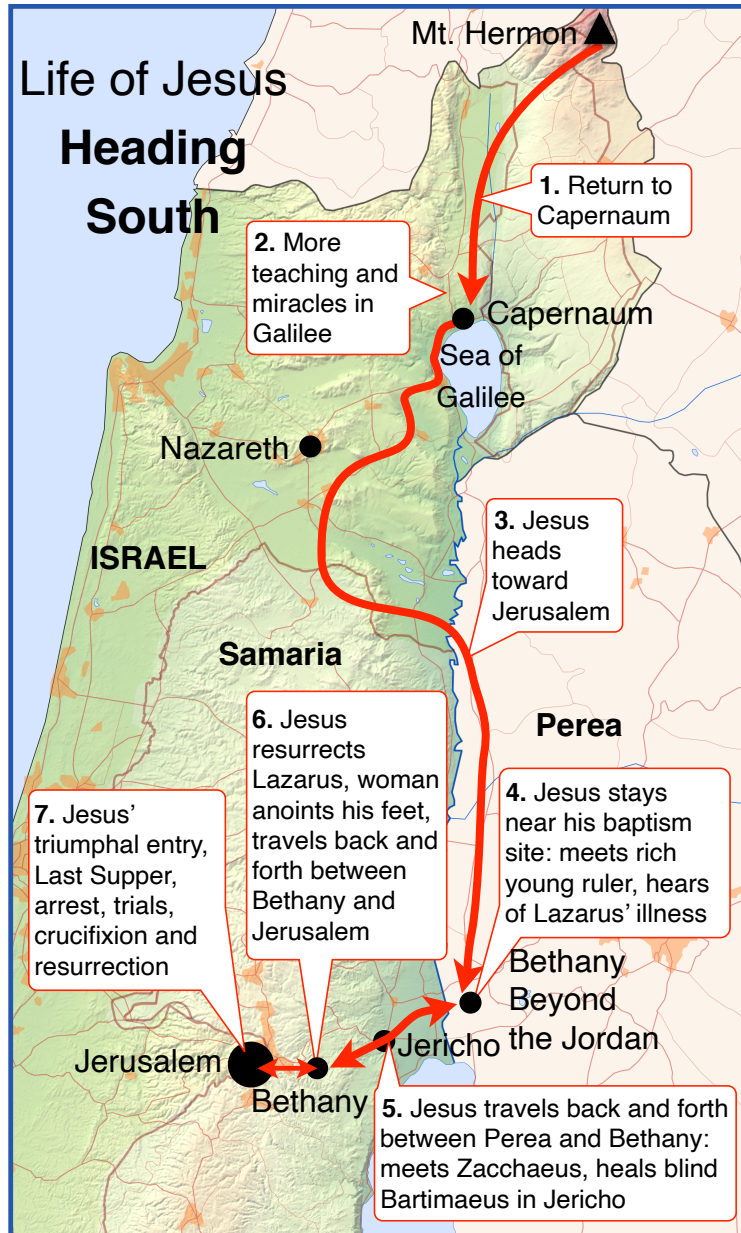 Mt. Hermon
Life of Jesus
Heading
South
1. Return to
Capernaum
2. More
teaching and
miracles in
Galilee
Capernaum
Sea of
Galilee
Nazareth
3. Jesus
heads
toward
Jerusalem
ISRAEL
Samaria
Perea
6. Jesus
resurrects
Lazarus, woman
anoints his feet,
travels back and
forth between
Bethany and
Jerusalem
4. Jesus stays
near his baptism
site: meets rich
young ruler, hears
of Lazarus’ illness
7. Jesus’
triumphal entry,
Last Supper,
arrest, trials,
crucifixion and
resurrection
Bethany
Beyond
the Jordan
Jericho
Jerusalem
Bethany
5. Jesus travels back and forth
between Perea and Bethany:
meets Zacchaeus, heals blind
Bartimaeus in Jericho